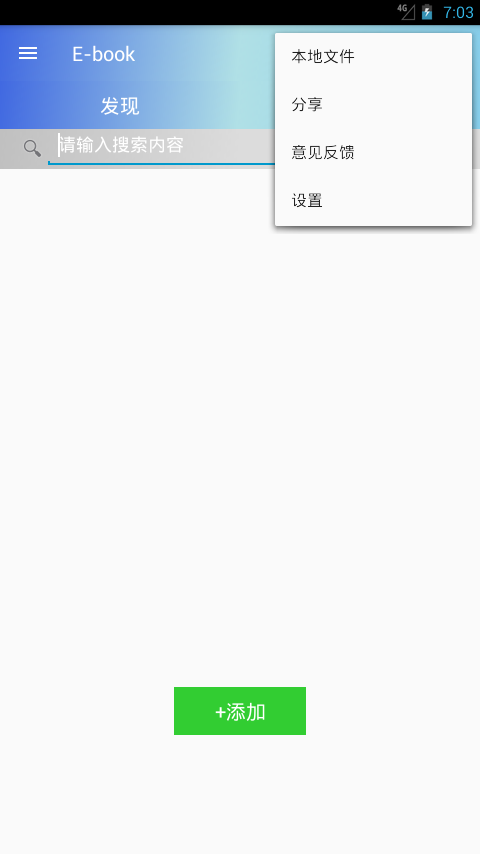 4G 7:03
E-book
发现
请输入搜索内容
本地文件
分享
意见反馈
设置
+添加